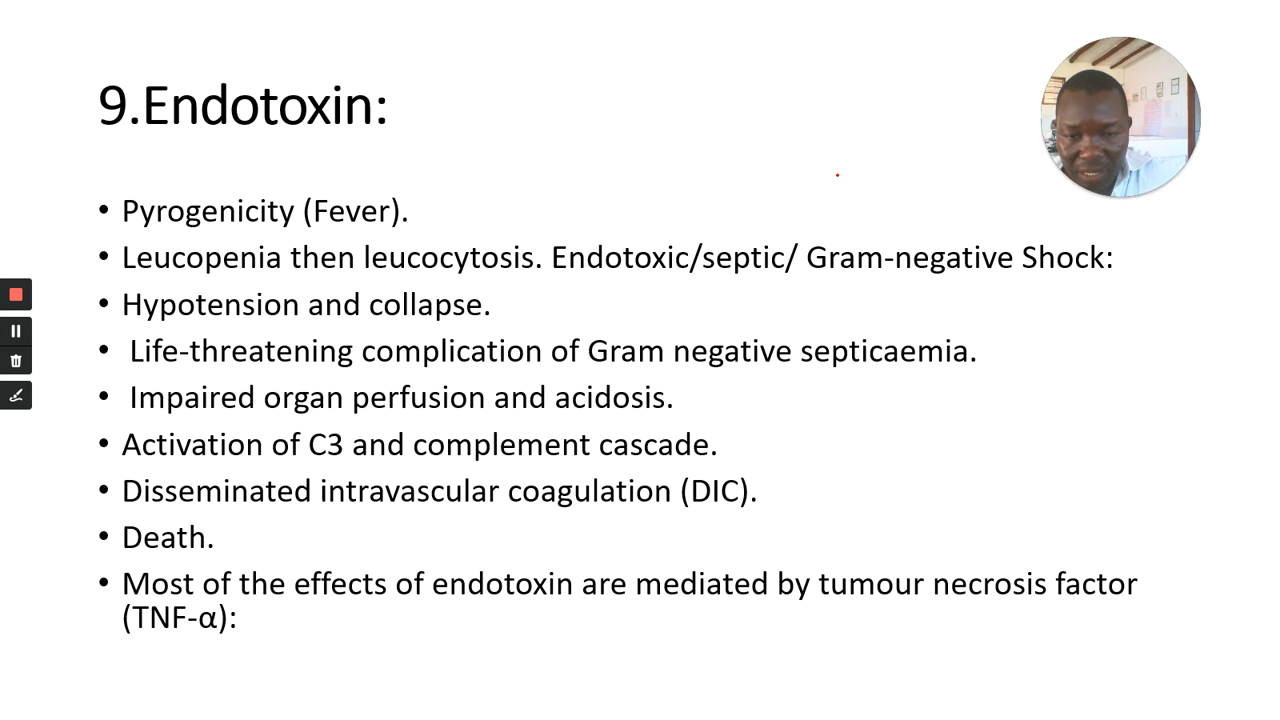 9.Endotoxin:
• Pyrogenicity (Fever).
• Leucopenia then leucocytosis. Endotoxic/septic/ Gram-negative Shock:
• Hypotension and collapse.
• Life-threatening complication of Gram negative septicaemia.
• Impaired organ perfusion and acidosis.
• Activation of C3 and complement cascade.
• Disseminated intravascular coagulation (DIC).
• Death.
• Most of the effects of endotoxin are mediated by tumour necrosis factor
(TNF-α):